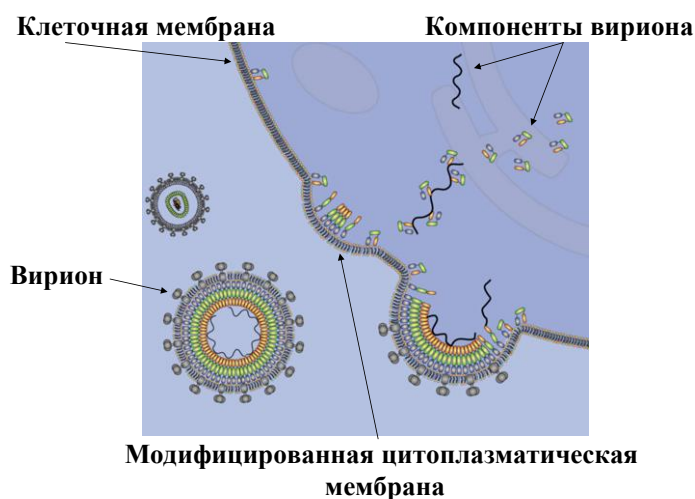 Клеточная мембрана
Компоненты вириона
Вирион
Модифицированная цитоплазматическая
мембрана